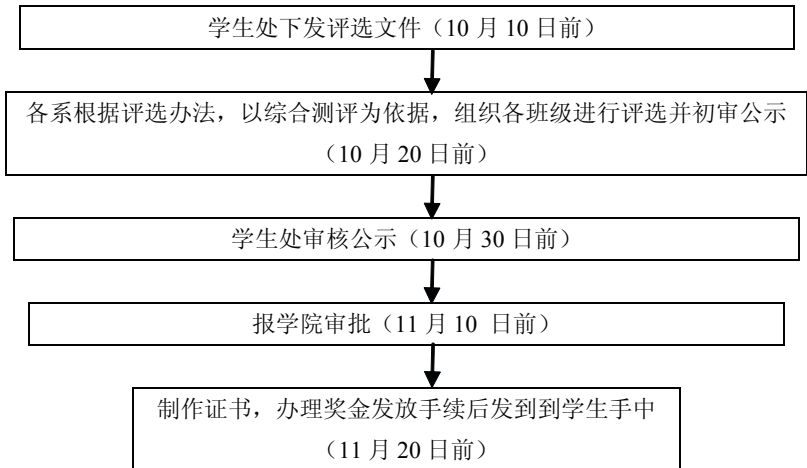 学生处下发评选文件（10 月 10 日前）
各系根据评选办法，以综合测评为依据，组织各班级进行评选并初审公示
（10 月 20 日前）
学生处审核公示（10 月 30 日前）
报学院审批（11 月 10 日前）
制作证书，办理奖金发放手续后发到到学生手中
（11 月 20 日前）